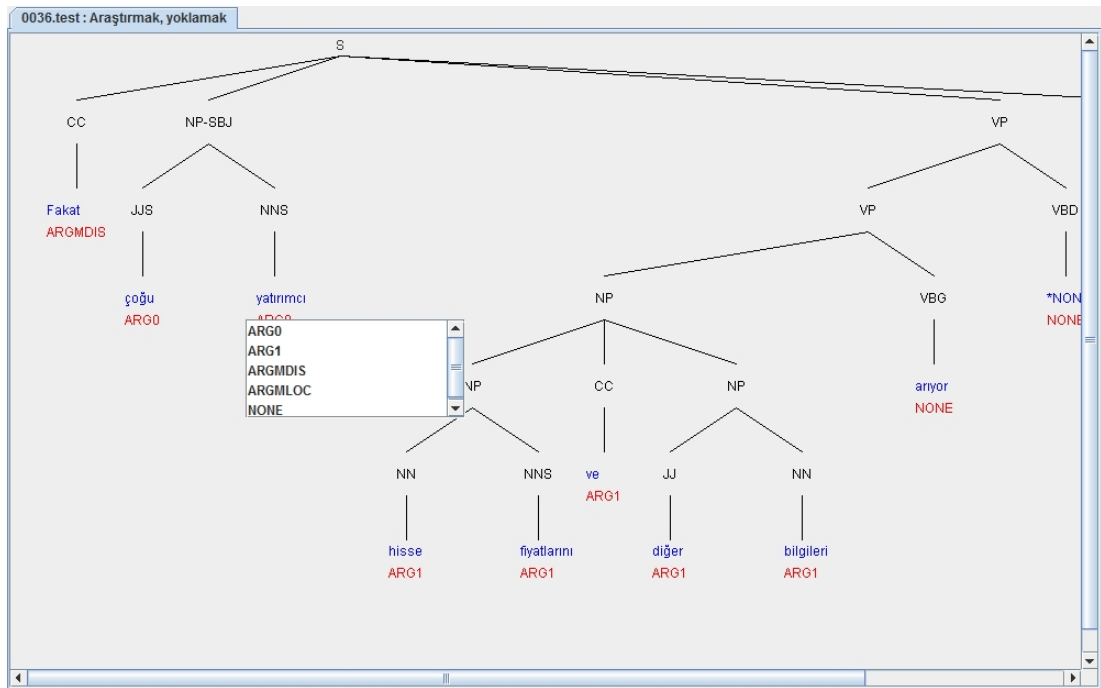 0036.test : Araştırmak, yoklamak
S
CC NP-SBJ VP
Fakat JJS NNS VP VBD
ARGMDIS
çoğu yatırımcı NP VBG *NON
ARG0 ARG0 NONE
ARG0
ARG1
ARGMDIS
ARGMLOC
NONE
NP CC NP arıyor
NONE
NN NNS ve JJ NN
ARG1
hisse fiyatlarını diğer bilgileri
ARG1 ARG1 ARG1 ARG1